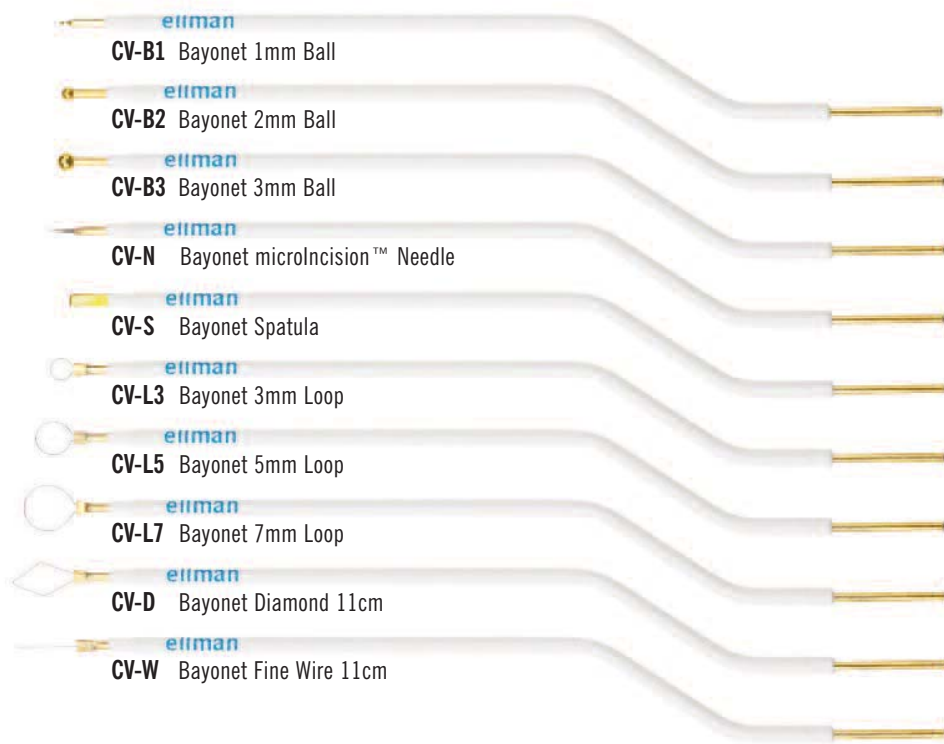 ellman
CV-B1 Bayonet 1mm Ball
ellman
CV-B2 Bayonet 2mm Ball
ellman
CV-B3 Bayonet 3mm Ball
ellman
CV-N Bayonet microIncision™ Needle
ellman
CV-S Bayonet Spatula
ellman
CV-L3 Bayonet 3mm Loop
ellman
CV-L5 Bayonet 5mm Loop
ellman
CV-L7 Bayonet 7mm Loop
ellman
CV-D Bayonet Diamond 11cm
ellman
CV-W Bayonet Fine Wire 11cm